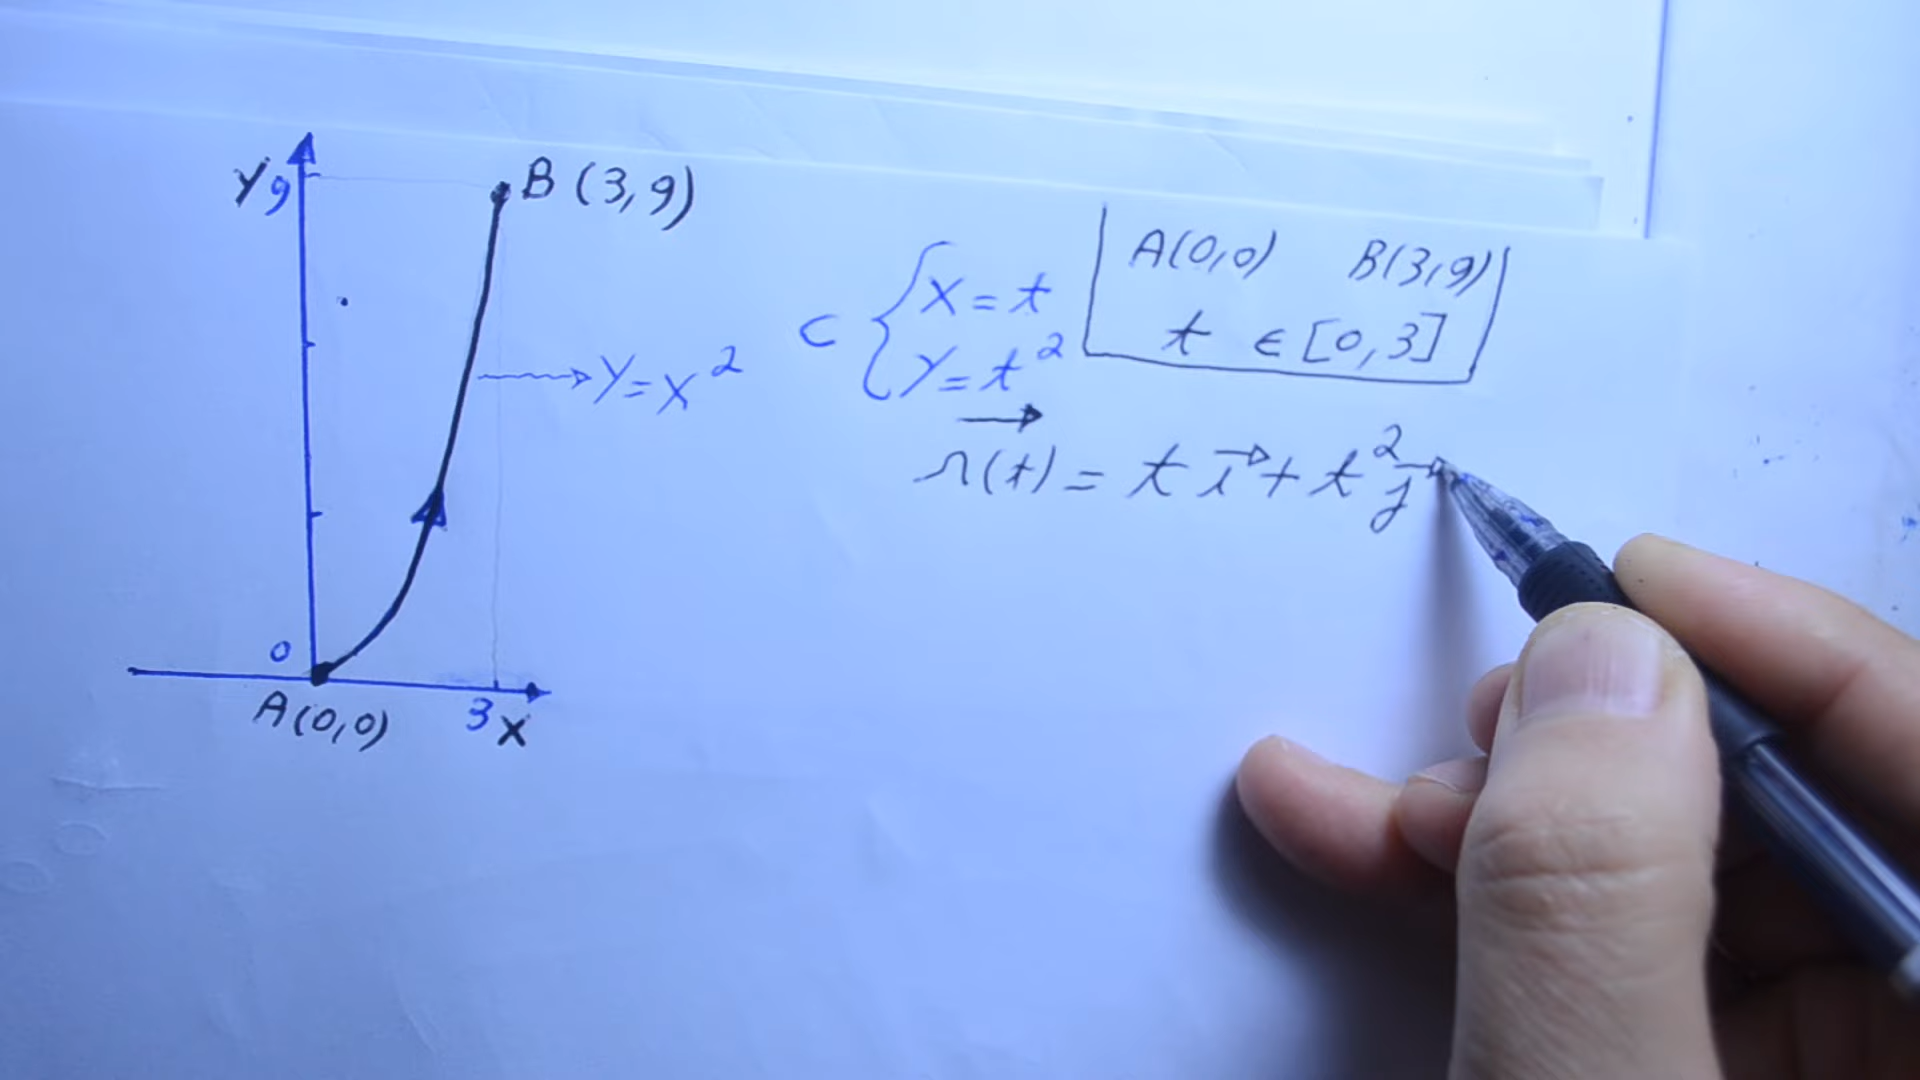 y 9
B (3,9)
y=x²
0
A(0,0)
3 x
C { x=t
y=t²
A(0,0) B(3,9)
t ∈ [0,3]
r(t) = t i + t² j